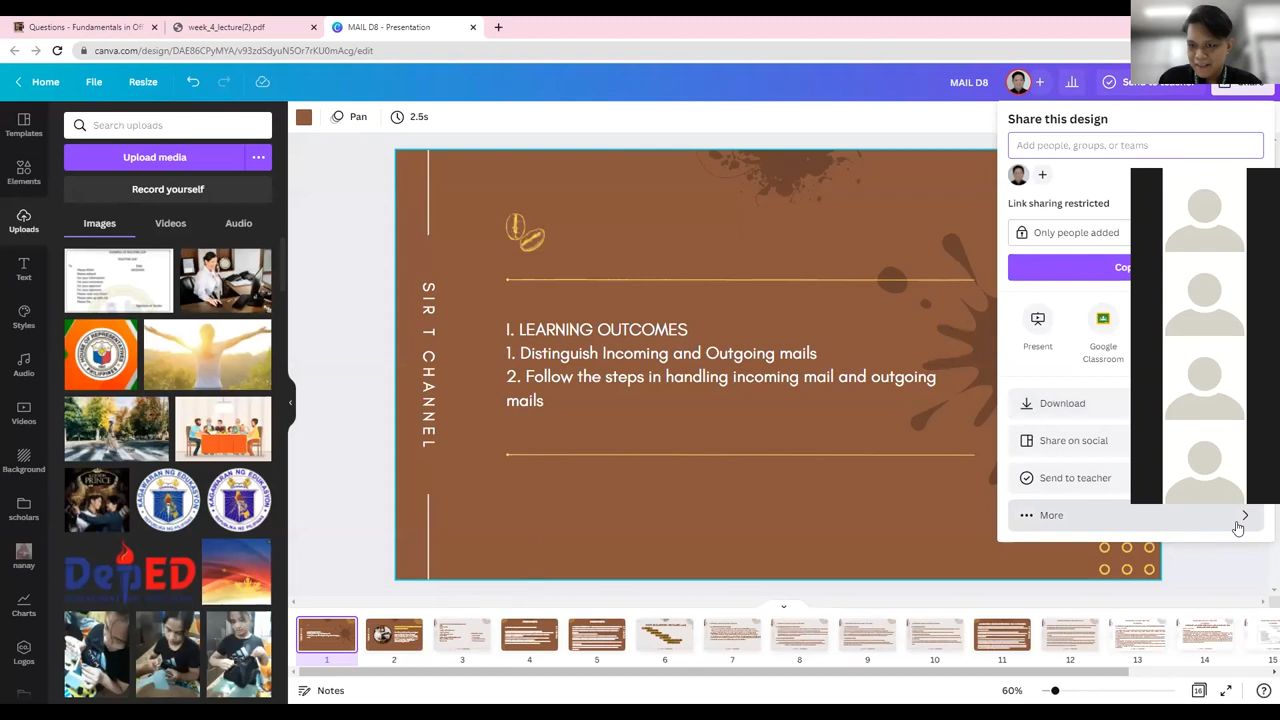 Questions - Fundamentals in Off
week_4_lecture(2).pdf
MAIL D8 - Presentation
canva.com/design/DAE86CPyMYA/v93zdSdyuN5Or7rKU0mAcg/edit
Home
File
Resize
MAIL D8
Templates
Elements
Uploads
Text
Styles
Audio
Videos
Background
scholars
nanay
Charts
Logos
Search uploads
Upload media
Record yourself
Images
Videos
Audio
DepED
Pan
2.5s
SIR T CHANNEL
I. LEARNING OUTCOMES
1. Distinguish Incoming and Outgoing mails
2. Follow the steps in handling incoming mail and outgoing
mails
Share this design
Add people, groups, or teams
Link sharing restricted
Only people added
Cop
Present
Google
Classroom
Download
Share on social
Send to teacher
More
1
2
3
4
5
6
7
8
9
10
11
12
13
14
15
Notes
60%
16